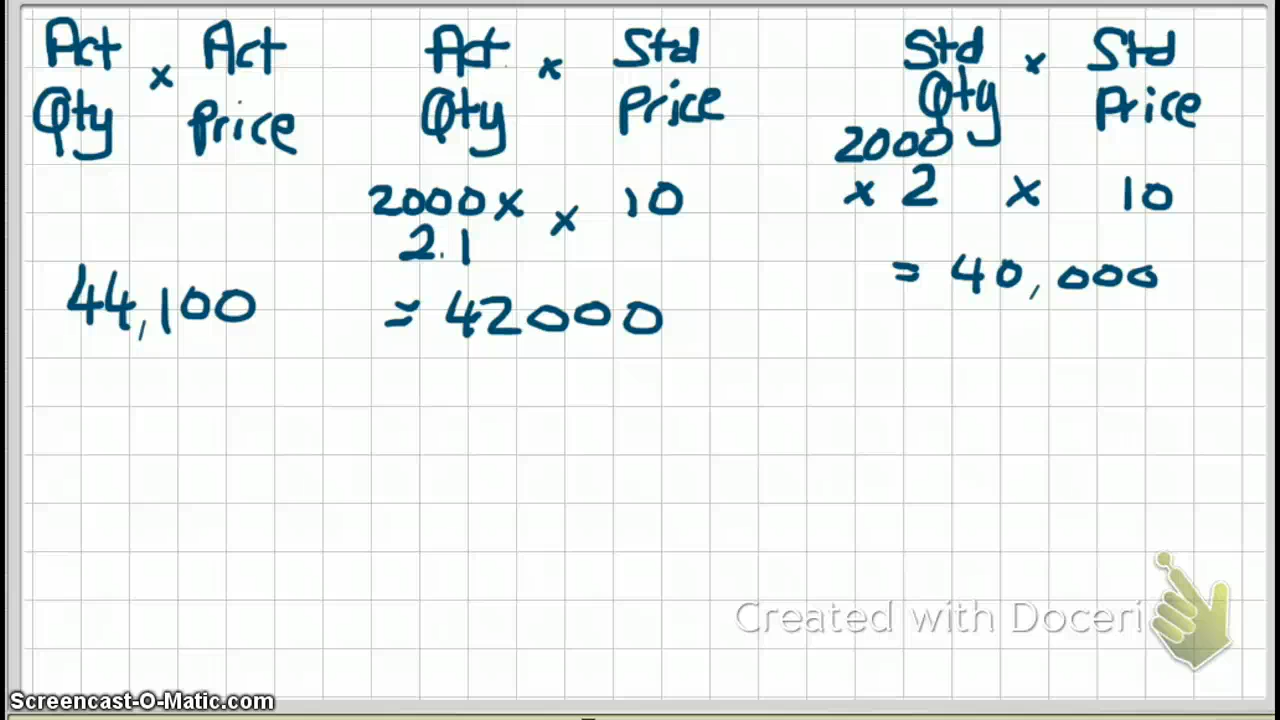 Act Qty × Act Price
44,100
Act Qty × Std Price
2000 x 2.1 × 10
= 42000
Std Qty × Std Price
2000 x 2 × 10
= 40,000
Created with Doceri
Screencast-O-Matic.com